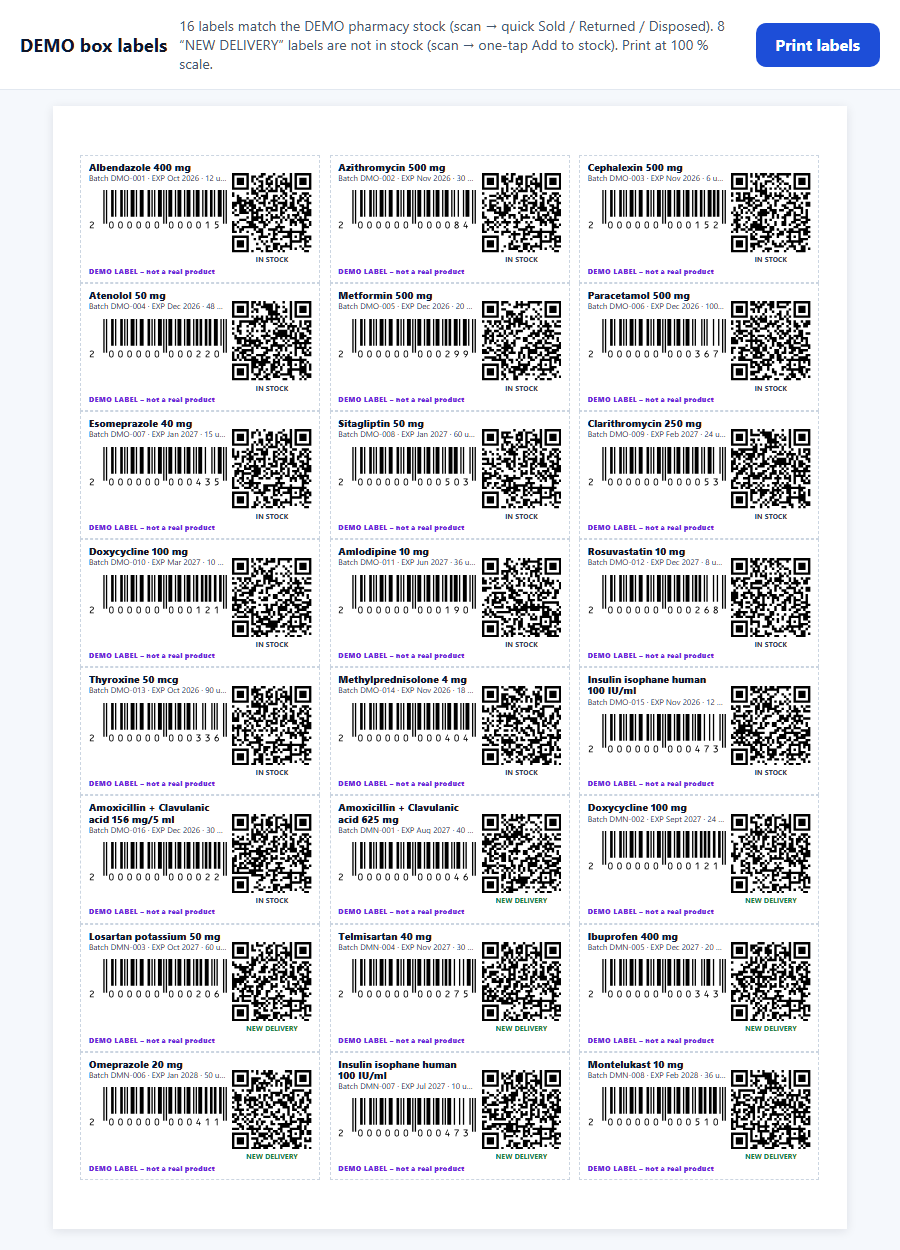 DEMO box labels
16 labels match the DEMO pharmacy stock (scan → quick Sold / Returned / Disposed). 8
“NEW DELIVERY” labels are not in stock (scan → one-tap Add to stock). Print at 100 %
scale.
Print labels
Albendazole 400 mg
Batch DMO-001 · EXP Oct 2026 · 12 u...
2 000000 000015
IN STOCK
DEMO LABEL – not a real product
Azithromycin 500 mg
Batch DMO-002 · EXP Nov 2026 · 30 ...
2 000000 000084
IN STOCK
DEMO LABEL – not a real product
Cephalexin 500 mg
Batch DMO-003 · EXP Nov 2026 · 6 u...
2 000000 000152
IN STOCK
DEMO LABEL – not a real product
Atenolol 50 mg
Batch DMO-004 · EXP Dec 2026 · 48 ...
2 000000 000220
IN STOCK
DEMO LABEL – not a real product
Metformin 500 mg
Batch DMO-005 · EXP Dec 2026 · 20 ...
2 000000 000299
IN STOCK
DEMO LABEL – not a real product
Paracetamol 500 mg
Batch DMO-006 · EXP Dec 2026 · 100...
2 000000 000367
IN STOCK
DEMO LABEL – not a real product
Esomeprazole 40 mg
Batch DMO-007 · EXP Jan 2027 · 15 u...
2 000000 000435
IN STOCK
DEMO LABEL – not a real product
Sitagliptin 50 mg
Batch DMO-008 · EXP Jan 2027 · 60 u...
2 000000 000503
IN STOCK
DEMO LABEL – not a real product
Clarithromycin 250 mg
Batch DMO-009 · EXP Feb 2027 · 24 u...
2 000000 000053
IN STOCK
DEMO LABEL – not a real product
Doxycycline 100 mg
Batch DMO-010 · EXP Mar 2027 · 10 ...
2 000000 000121
IN STOCK
DEMO LABEL – not a real product
Amlodipine 10 mg
Batch DMO-011 · EXP Jun 2027 · 36 u...
2 000000 000190
IN STOCK
DEMO LABEL – not a real product
Rosuvastatin 10 mg
Batch DMO-012 · EXP Dec 2027 · 8 u...
2 000000 000268
IN STOCK
DEMO LABEL – not a real product
Thyroxine 50 mcg
Batch DMO-013 · EXP Oct 2026 · 90 u...
2 000000 000336
IN STOCK
DEMO LABEL – not a real product
Methylprednisolone 4 mg
Batch DMO-014 · EXP Nov 2026 · 18 ...
2 000000 000404
IN STOCK
DEMO LABEL – not a real product
Insulin isophane human
100 IU/ml
Batch DMO-015 · EXP Nov 2026 · 12 ...
2 000000 000473
IN STOCK
DEMO LABEL – not a real product
Amoxicillin + Clavulanic
acid 156 mg/5 ml
Batch DMO-016 · EXP Dec 2026 · 30 ...
2 000000 000022
IN STOCK
DEMO LABEL – not a real product
Amoxicillin + Clavulanic
acid 625 mg
Batch DMN-001 · EXP Aug 2027 · 40 ...
2 000000 000046
NEW DELIVERY
DEMO LABEL – not a real product
Doxycycline 100 mg
Batch DMN-002 · EXP Sept 2027 · 24 ...
2 000000 000121
NEW DELIVERY
DEMO LABEL – not a real product
Losartan potassium 50 mg
Batch DMN-003 · EXP Oct 2027 · 60 u...
2 000000 000206
NEW DELIVERY
DEMO LABEL – not a real product
Telmisartan 40 mg
Batch DMN-004 · EXP Nov 2027 · 30 ...
2 000000 000275
NEW DELIVERY
DEMO LABEL – not a real product
Ibuprofen 400 mg
Batch DMN-005 · EXP Dec 2027 · 20 ...
2 000000 000343
NEW DELIVERY
DEMO LABEL – not a real product
Omeprazole 20 mg
Batch DMN-006 · EXP Jan 2028 · 50 u...
2 000000 000411
NEW DELIVERY
DEMO LABEL – not a real product
Insulin isophane human
100 IU/ml
Batch DMN-007 · EXP Jul 2027 · 10 u...
2 000000 000473
NEW DELIVERY
DEMO LABEL – not a real product
Montelukast 10 mg
Batch DMN-008 · EXP Feb 2028 · 36 u...
2 000000 000510
NEW DELIVERY
DEMO LABEL – not a real product